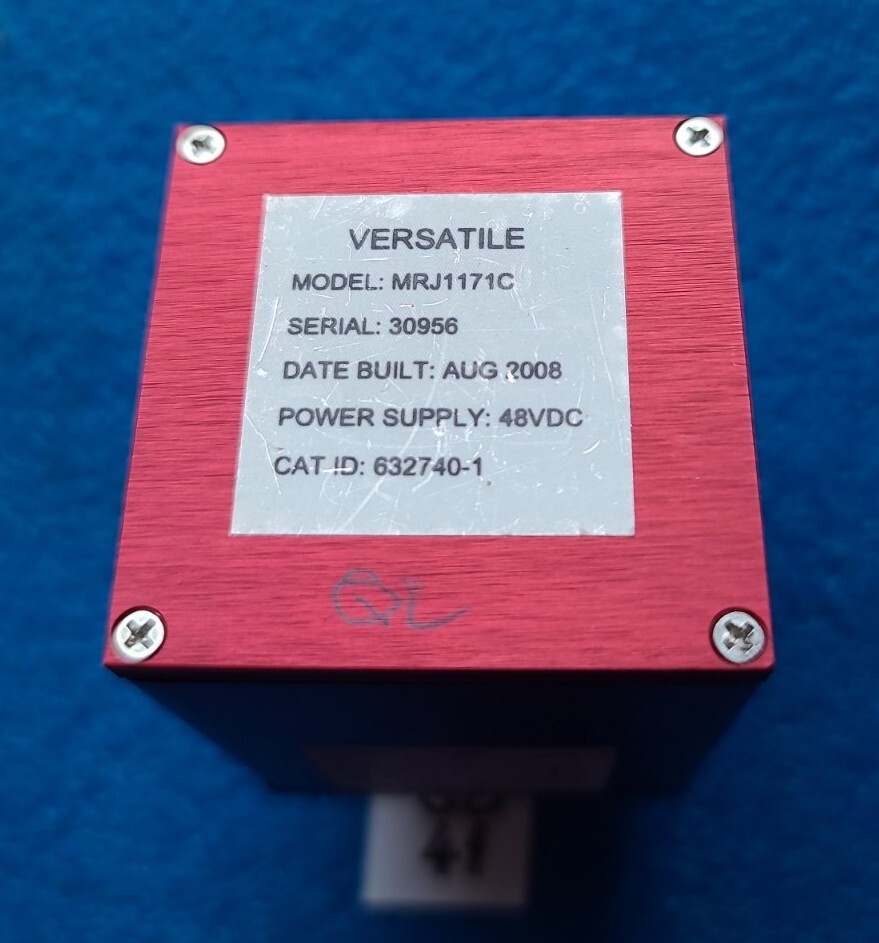 VERSATILE
MODEL: MRJ1171C
SERIAL: 30956
DATE BUILT: AUG 2008
POWER SUPPLY: 48VDC
CAT ID: 632740-1